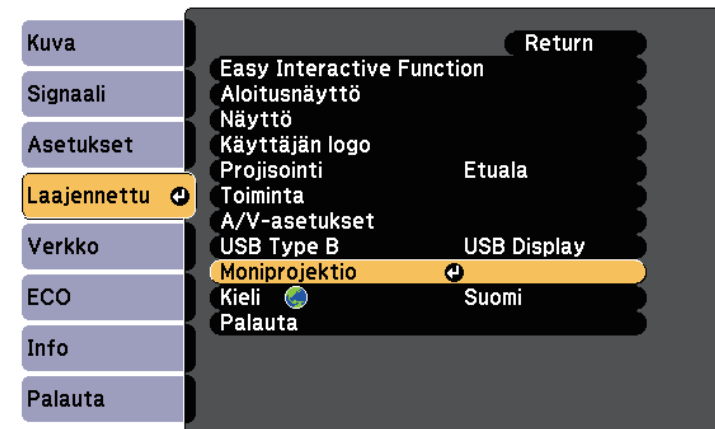 Kuva
Signaali
Asetukset
Laajennettu
Verkko
ECO
Info
Palauta
Return
Easy Interactive Function
Aloitusnäyttö
Näyttö
Käyttäjän logo
Projisointi Etuala
Toiminta
A/V-asetukset
USB Type B USB Display
Moniprojektio
Kieli Suomi
Palauta